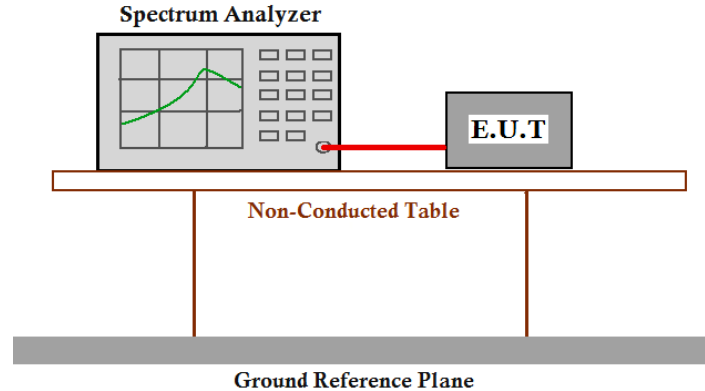 Spectrum Analyzer
E.U.T
Non-Conducted Table
Ground Reference Plane